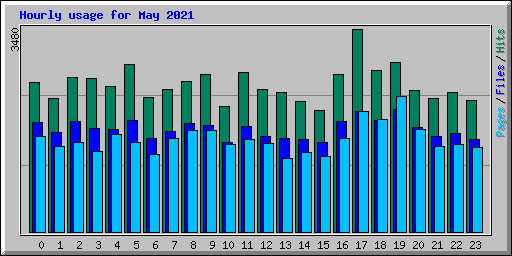 Hourly usage for May 2021
3480
Pages / Files / Hits
0 1 2 3 4 5 6 7 8 9 10 11 12 13 14 15 16 17 18 19 20 21 22 23